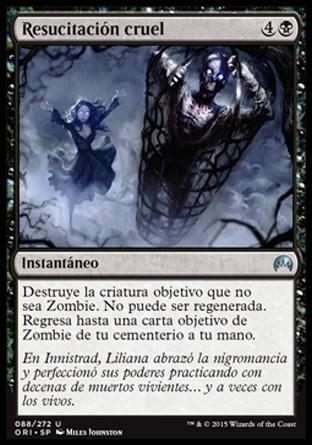 Resucitación cruel 4
Instantáneo
Destruye la criatura objetivo que no
sea Zombie. No puede ser regenerada.
Regresa hasta una carta objetivo de
Zombie de tu cementerio a tu mano.
En Innistrad, Liliana abrazó la nigromancia
y perfeccionó sus poderes practicando con
decenas de muertos vivientes... y a veces con
los vivos.
088/272 U
ORI • SP Miles Johnston
™ & © 2015 Wizards of the Coast